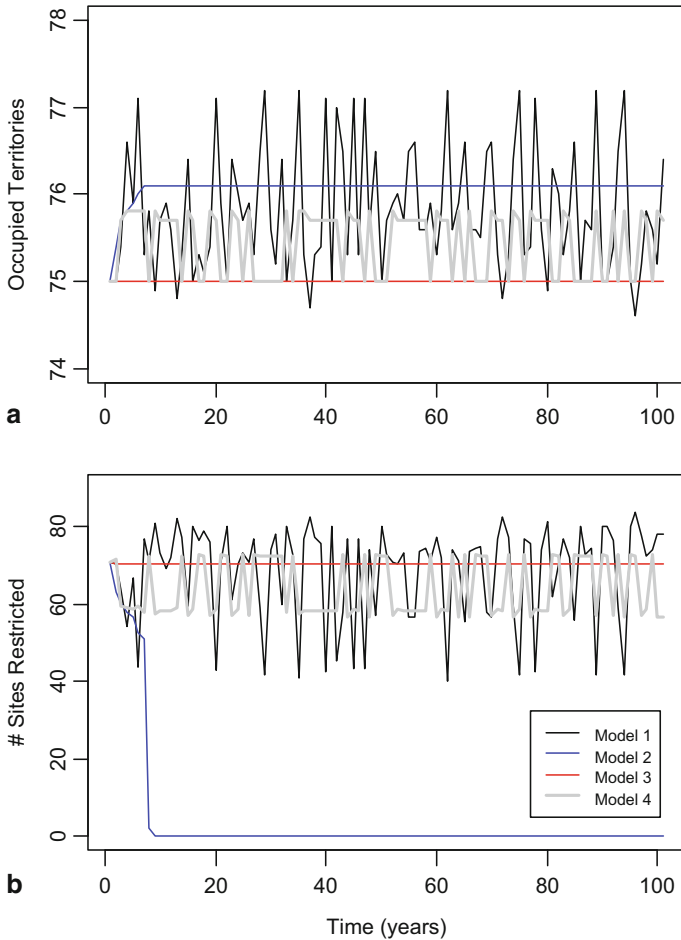 78
77
76
75
74
Occupied Territories
0 20 40 60 80 100
a
80
60
40
20
0
# Sites Restricted
Model 1
Model 2
Model 3
Model 4
0 20 40 60 80 100
b
Time (years)